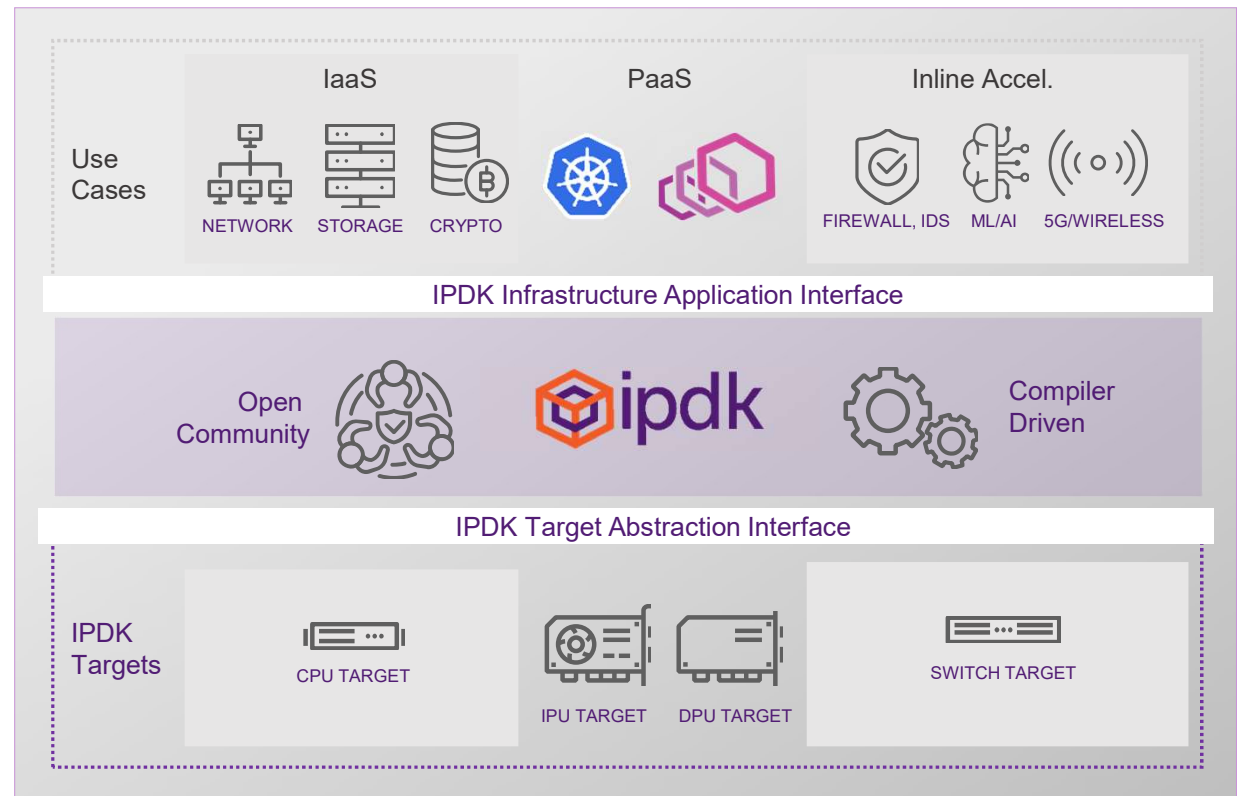 IaaS
PaaS
Inline Accel.
Use
Cases
NETWORK
STORAGE
CRYPTO
FIREWALL, IDS
ML/AI
5G/WIRELESS
IPDK Infrastructure Application Interface
Open
Community
ipdk
Compiler
Driven
IPDK Target Abstraction Interface
IPDK
Targets
CPU TARGET
IPU TARGET
DPU TARGET
SWITCH TARGET